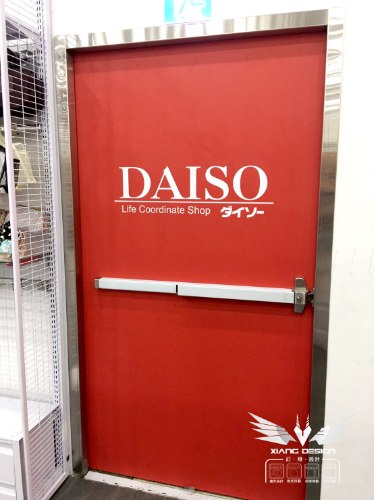 DAISO
Life Coordinate Shop ダイソー
XIANG DESIGN